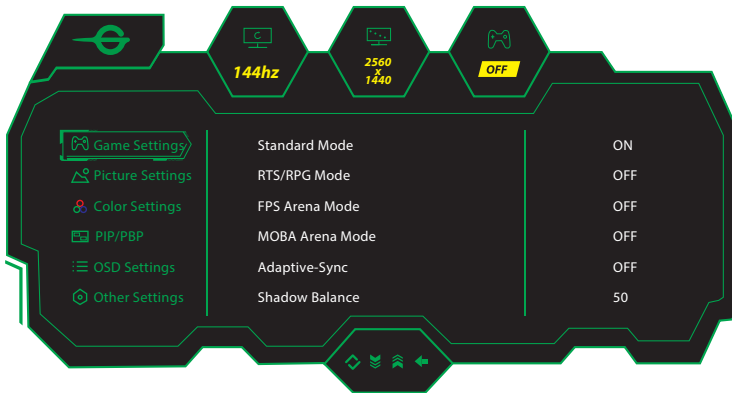 144hz
2560
x
1440
OFF
Game Settings
Standard Mode
ON
Picture Settings
RTS/RPG Mode
OFF
Color Settings
FPS Arena Mode
OFF
PIP/PBP
MOBA Arena Mode
OFF
OSD Settings
Adaptive-Sync
OFF
Other Settings
Shadow Balance
50